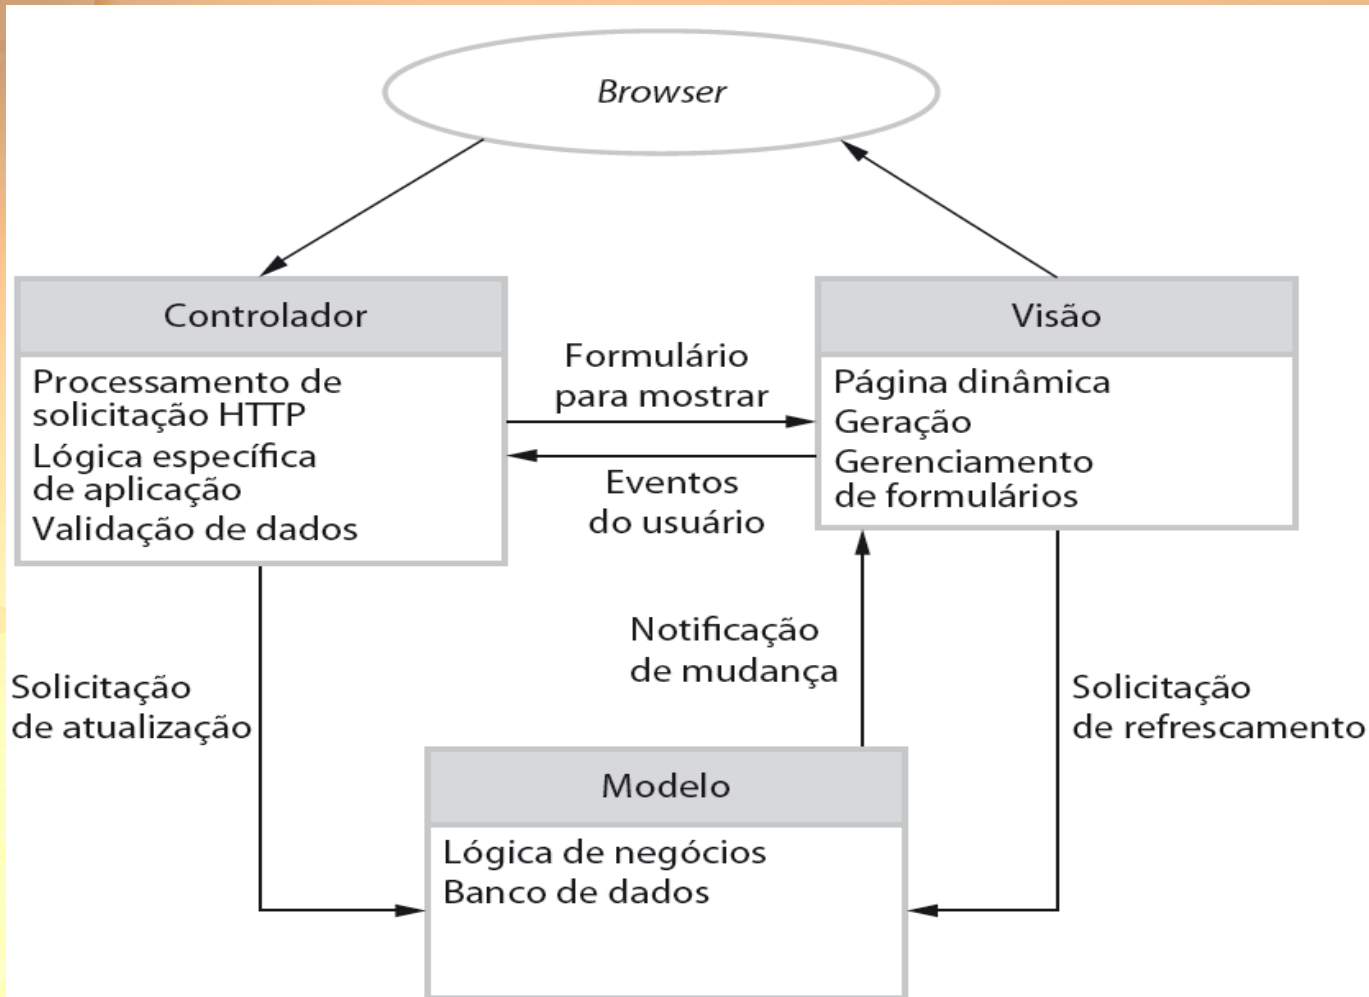 Browser
Controlador
Processamento de
solicitação HTTP
Lógica específica
de aplicação
Validação de dados
Formulário
para mostrar
Eventos
do usuário
Visão
Página dinâmica
Geração
Gerenciamento
de formulários
Solicitação
de atualização
Notificação
de mudança
Solicitação
de refrescamento
Modelo
Lógica de negócios
Banco de dados